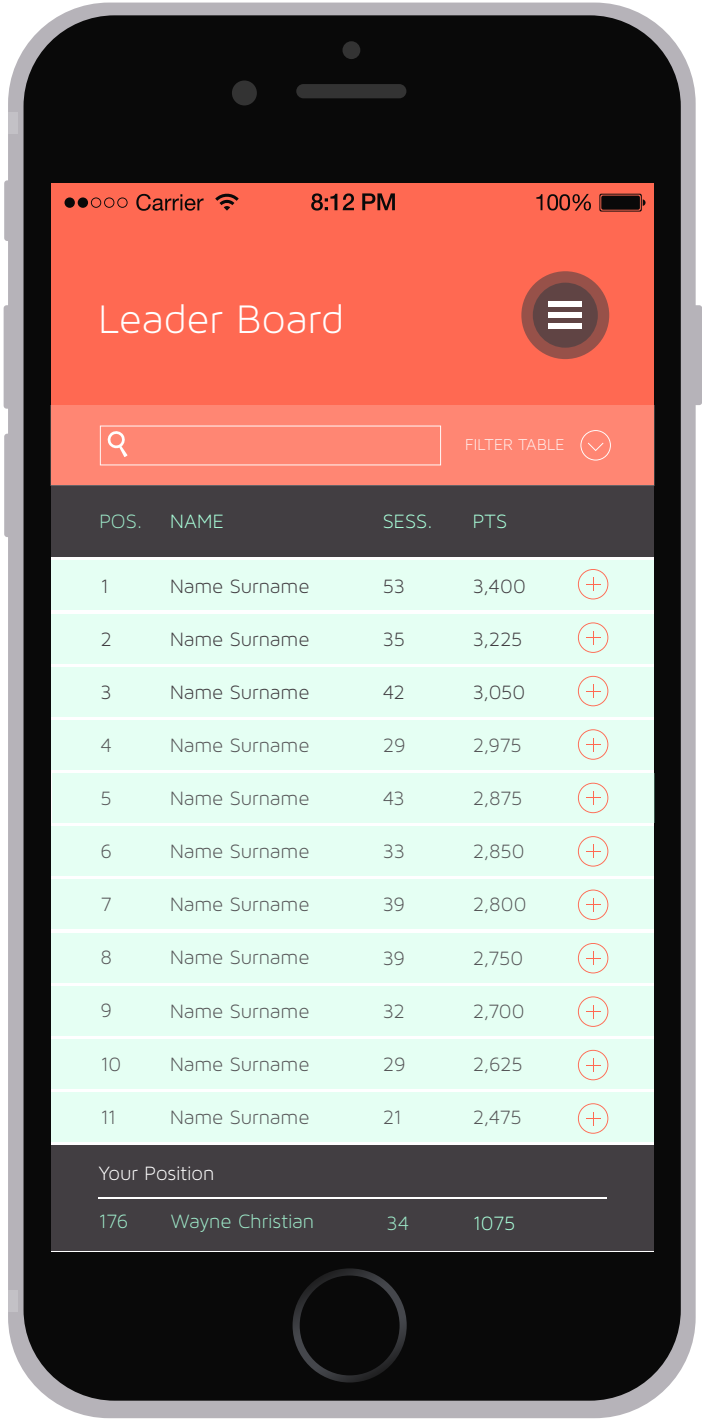 Carrier 8:12 PM 100%
Leader Board
FILTER TABLE
POS. NAME SESS. PTS
1 Name Surname 53 3,400
2 Name Surname 35 3,225
3 Name Surname 42 3,050
4 Name Surname 29 2,975
5 Name Surname 43 2,875
6 Name Surname 33 2,850
7 Name Surname 39 2,800
8 Name Surname 39 2,750
9 Name Surname 32 2,700
10 Name Surname 29 2,625
11 Name Surname 21 2,475
Your Position
176 Wayne Christian 34 1075